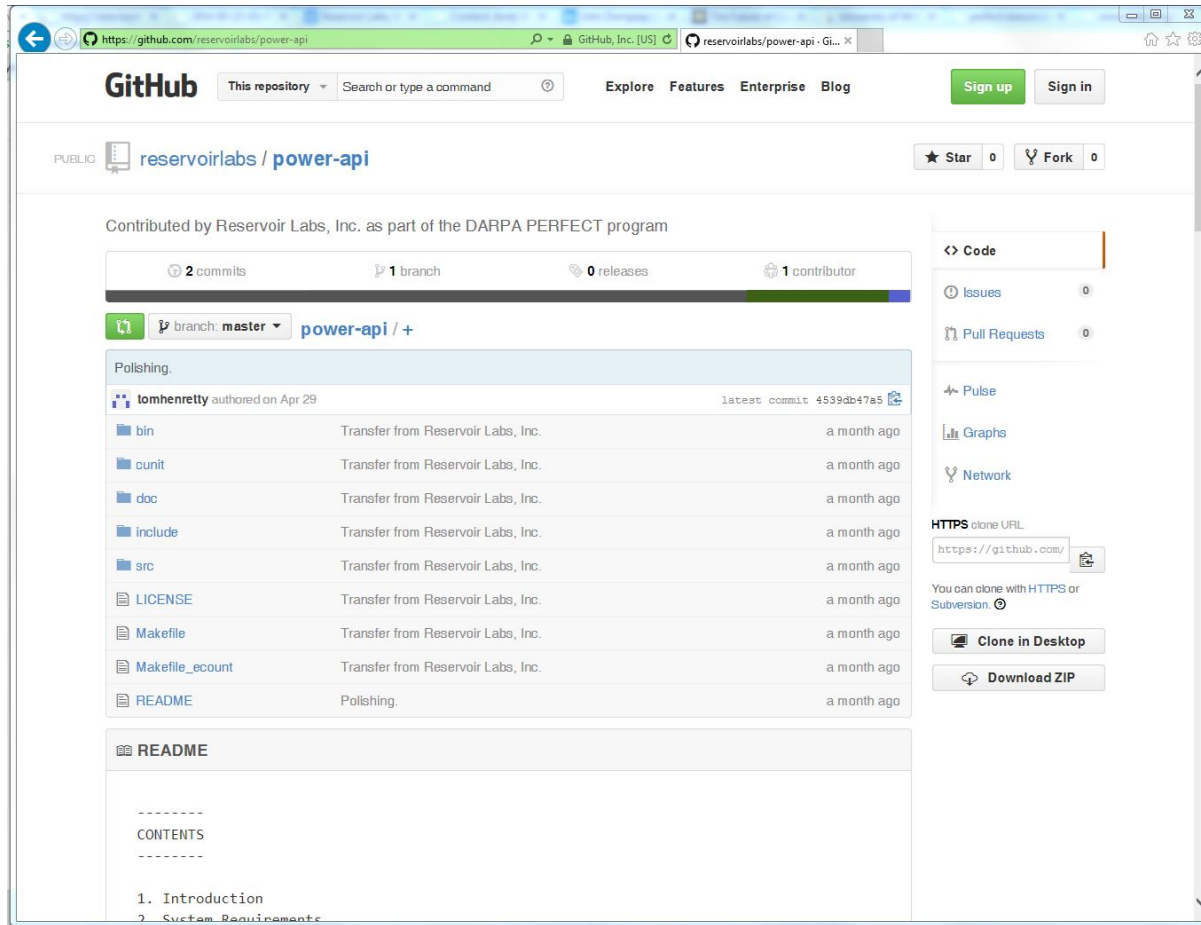 https://github.com/reservoirlabs/power-api GitHub, Inc. [US] reservoirlabs/power-api · Gi... ×
GitHub This repository Search or type a command Explore Features Enterprise Blog Sign up Sign in
PUBLIC reservoirlabs / power-api Star 0 Fork 0
Contributed by Reservoir Labs, Inc. as part of the DARPA PERFECT program
2 commits 1 branch 0 releases 1 contributor
branch: master power-api / +
Polishing.
tomhenretty authored on Apr 29 latest commit 4539db47a5
bin Transfer from Reservoir Labs, Inc. a month ago
cunit Transfer from Reservoir Labs, Inc. a month ago
doc Transfer from Reservoir Labs, Inc. a month ago
include Transfer from Reservoir Labs, Inc. a month ago
src Transfer from Reservoir Labs, Inc. a month ago
LICENSE Transfer from Reservoir Labs, Inc. a month ago
Makefile Transfer from Reservoir Labs, Inc. a month ago
Makefile_ecount Transfer from Reservoir Labs, Inc. a month ago
README Polishing. a month ago
README
--------
CONTENTS
--------
1. Introduction
2. System Requirements
<> Code
Issues 0
Pull Requests 0
Pulse
Graphs
Network
HTTPS clone URL
https://github.com/
You can clone with HTTPS or
Subversion.
Clone in Desktop
Download ZIP